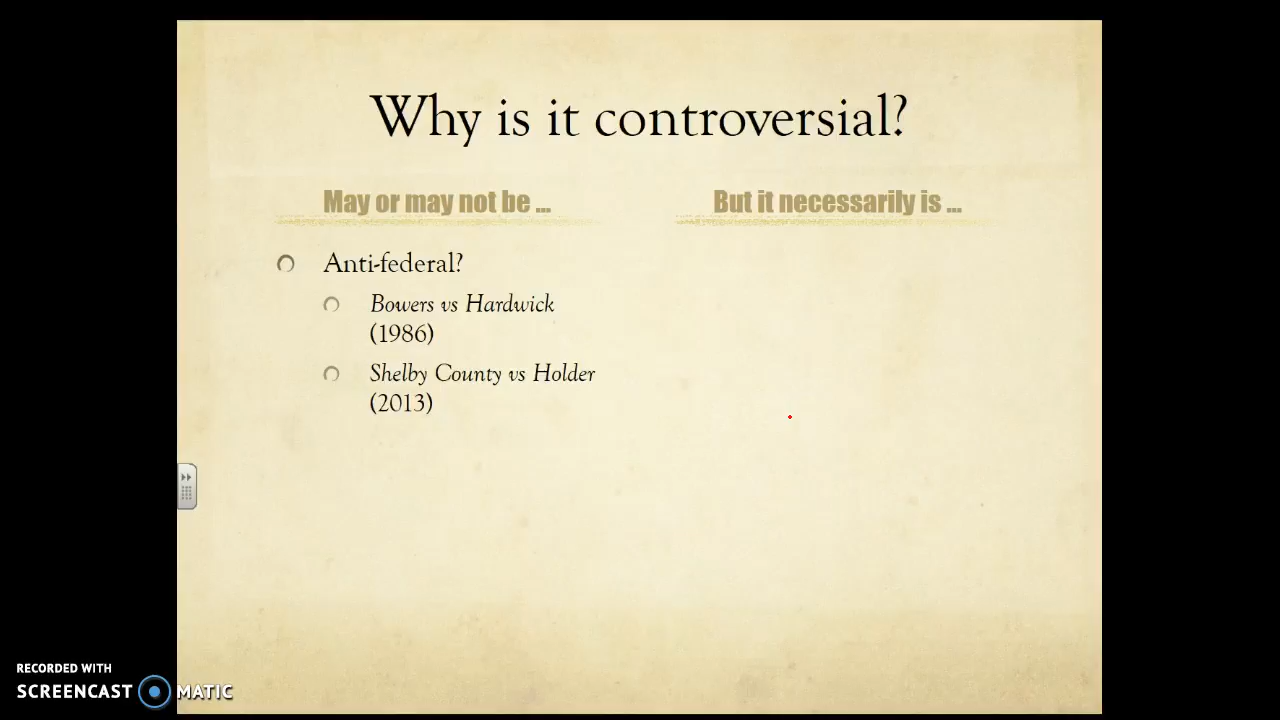 Why is it controversial?
May or may not be ...
But it necessarily is ...
Anti-federal?
Bowers vs Hardwick
(1986)
Shelby County vs Holder
(2013)
RECORDED WITH
SCREENCAST MATIC